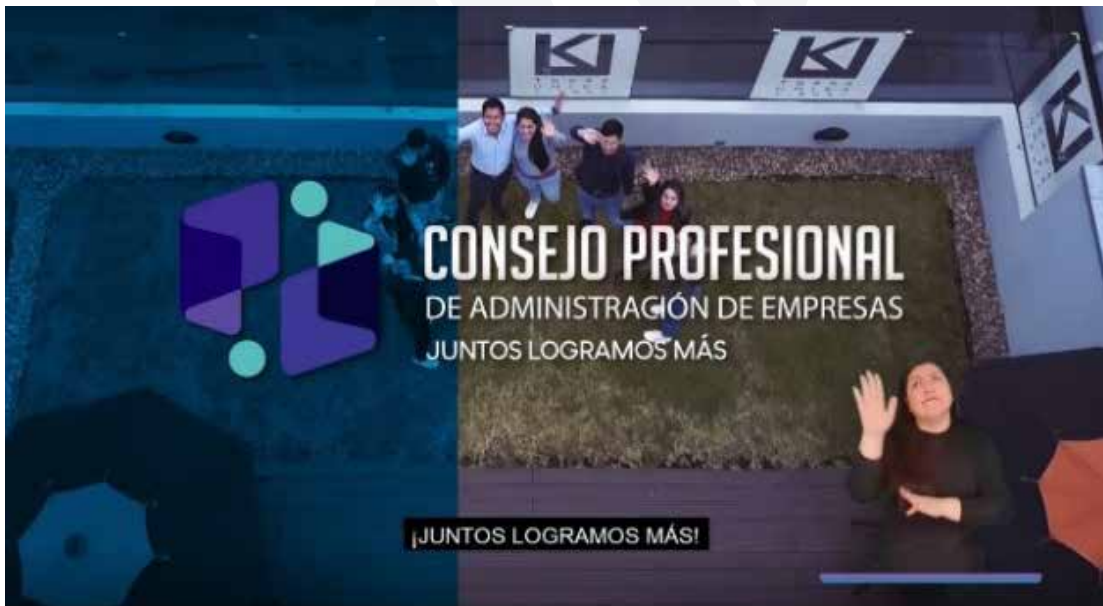 CONSEJO PROFESIONAL
DE ADMINISTRACIÓN DE EMPRESAS
JUNTOS LOGRAMOS MÁS
¡JUNTOS LOGRAMOS MÁS!